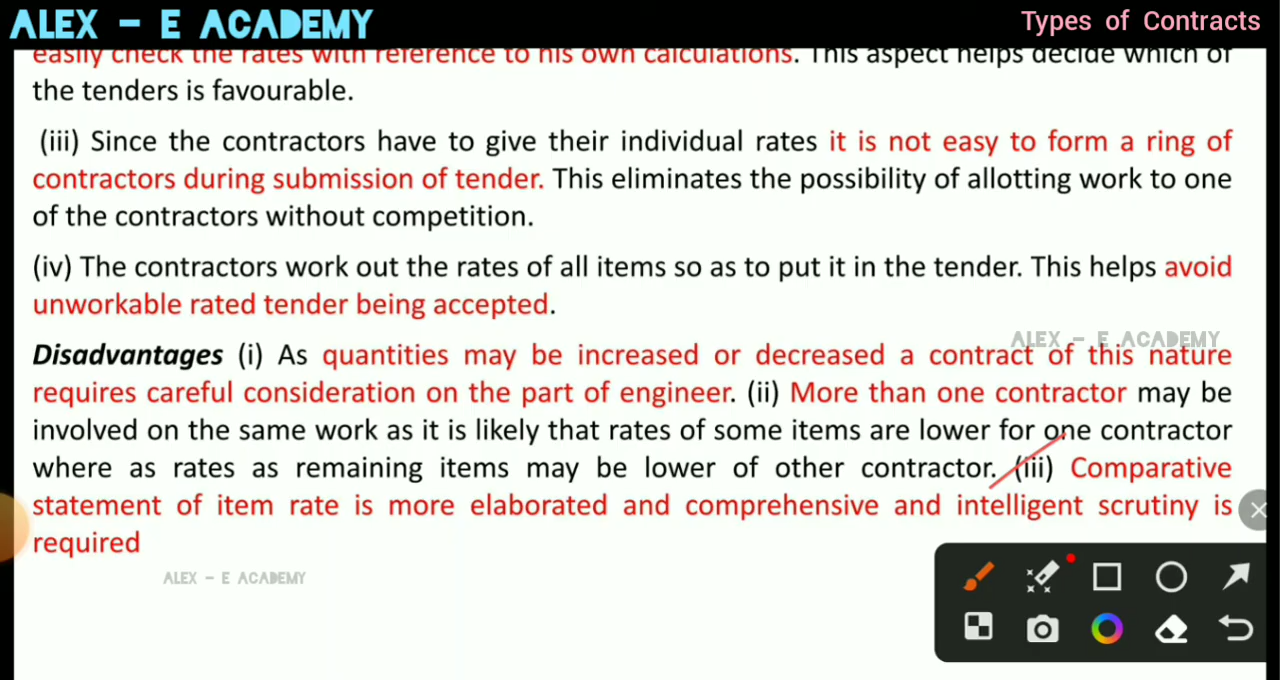 ALEX - E ACADEMY
Types of Contracts
easily check the rates with reference to his own calculations. This aspect helps decide which of
the tenders is favourable.
(iii) Since the contractors have to give their individual rates it is not easy to form a ring of
contractors during submission of tender. This eliminates the possibility of allotting work to one
of the contractors without competition.
(iv) The contractors work out the rates of all items so as to put it in the tender. This helps avoid
unworkable rated tender being accepted.
ALEX - E ACADEMY
Disadvantages (i) As quantities may be increased or decreased a contract of this nature
requires careful consideration on the part of engineer. (ii) More than one contractor may be
involved on the same work as it is likely that rates of some items are lower for one contractor
where as rates as remaining items may be lower of other contractor. (iii) Comparative
statement of item rate is more elaborated and comprehensive and intelligent scrutiny is
required
ALEX - E ACADEMY